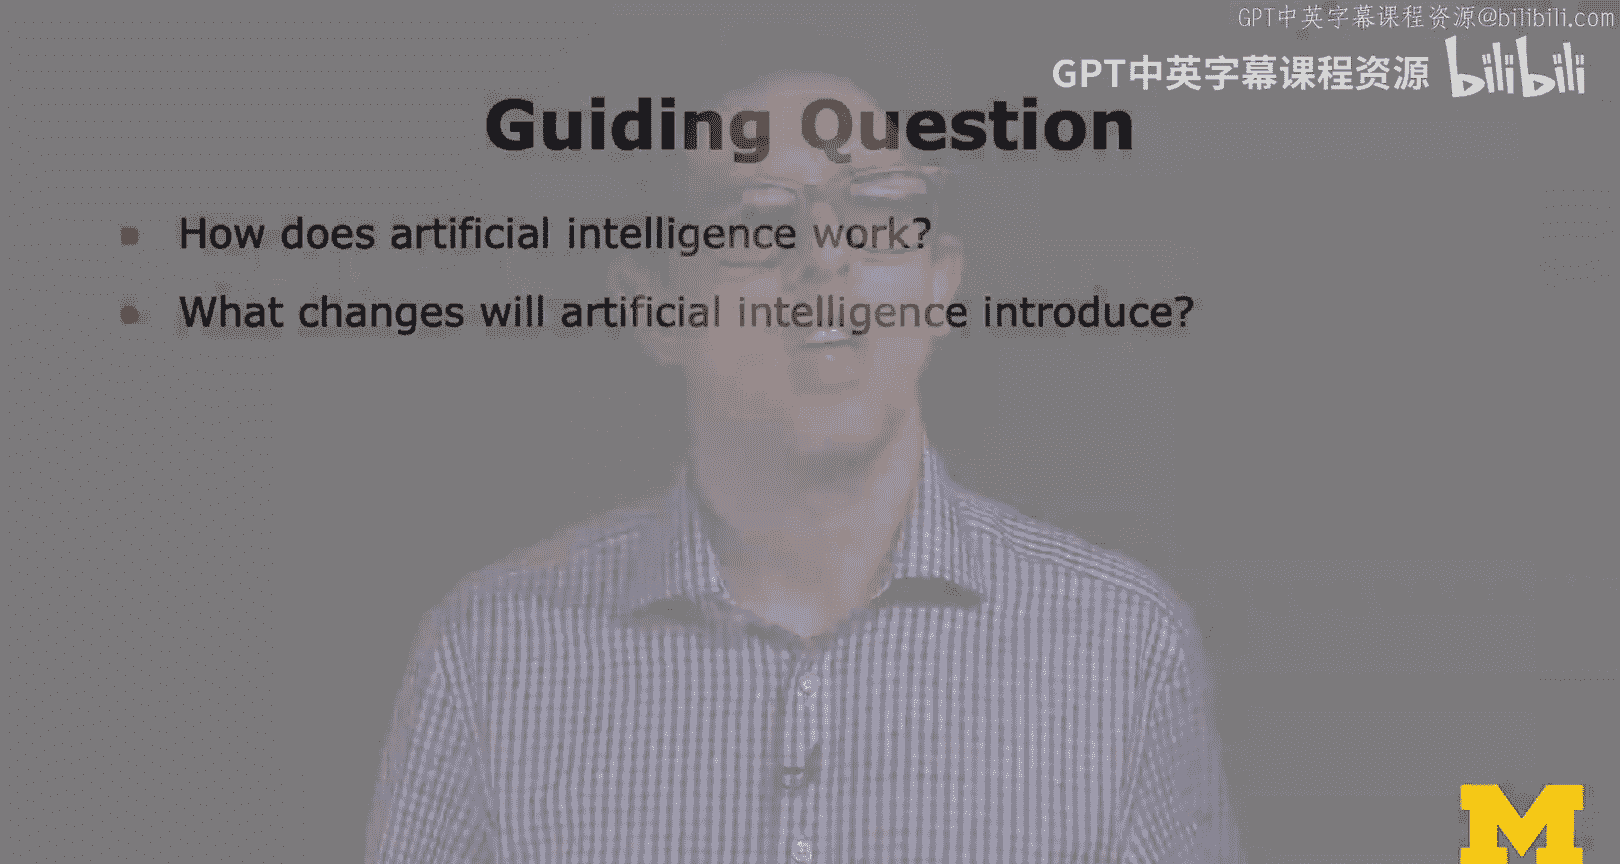 GPT中英字幕课程资源@bilibili.com
GPT中英字幕课程资源 bilibili
Guiding Question
How does artificial intelligence work?
What changes will artificial intelligence introduce?
M